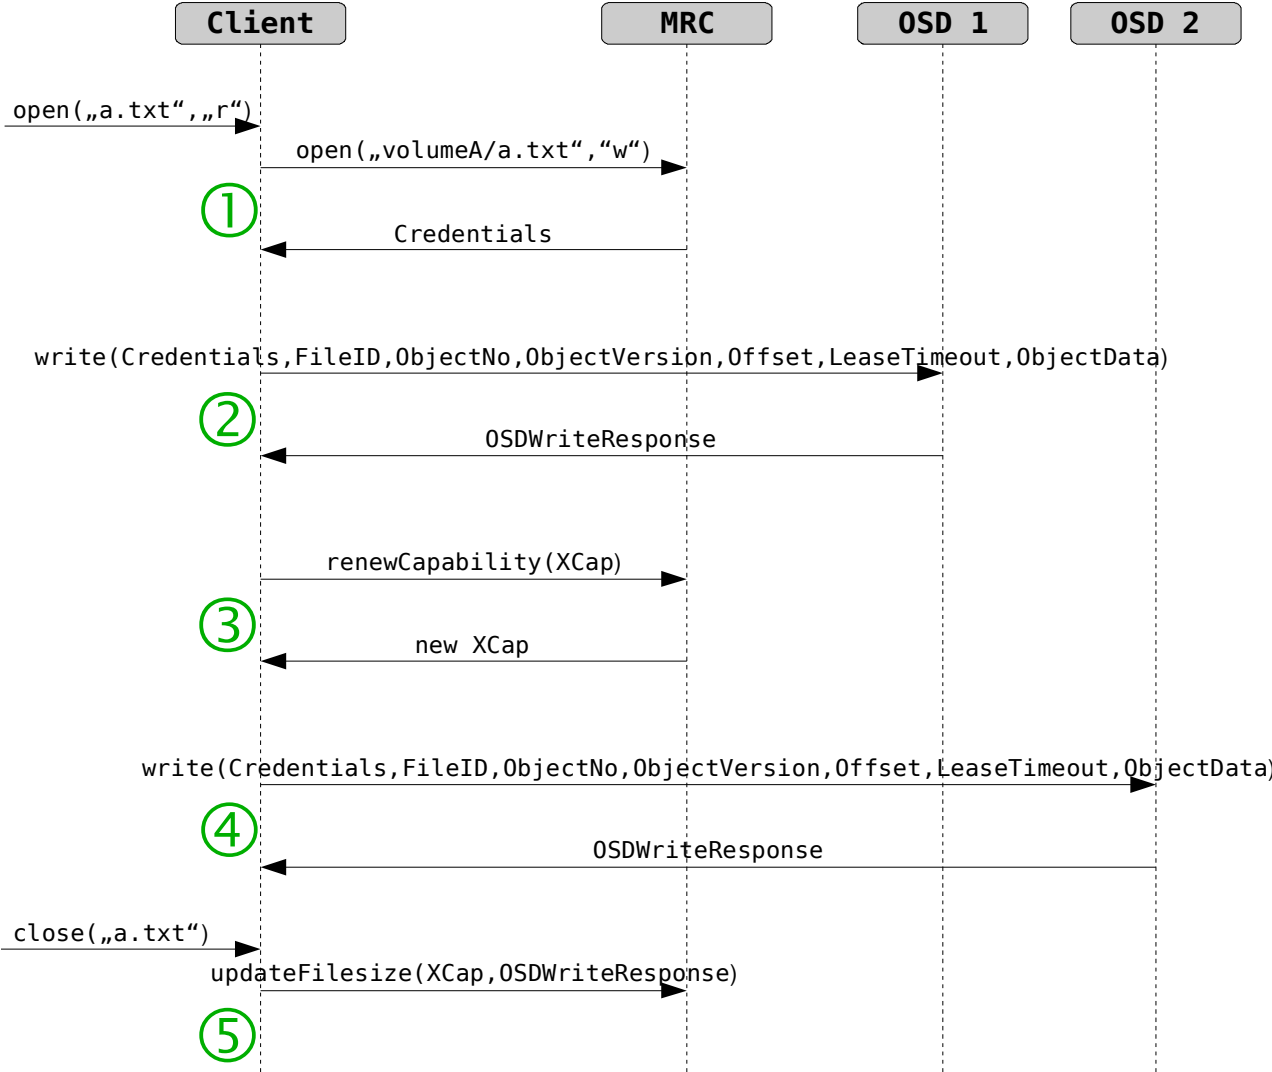 Client MRC OSD 1 OSD 2
open(„a.txt“,„r“)
open(„volumeA/a.txt“,“w“)
1
Credentials
write(Credentials,FileID,ObjectNo,ObjectVersion,Offset,LeaseTimeout,ObjectData)
2
OSDWriteResponse
renewCapability(XCap)
3
new XCap
write(Credentials,FileID,ObjectNo,ObjectVersion,Offset,LeaseTimeout,ObjectData)
4
OSDWriteResponse
close(„a.txt“)
updateFilesize(XCap,OSDWriteResponse)
5